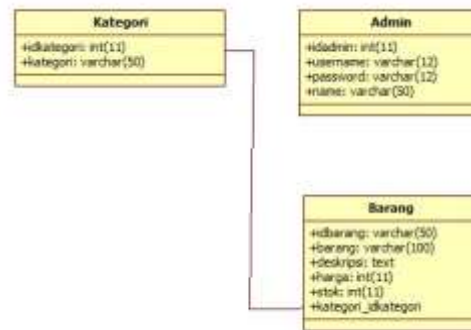 Kategori
+idkategori: int(11)
+kategori: varchar(50)
Admin
+idadmin: int(11)
+username: varchar(12)
+password: varchar(12)
+name: varchar(50)
Barang
+idbarang: varchar(50)
+barang: varchar(100)
+deskripsi: text
+harga: int(11)
+stok: int(11)
+kategori_idkategori